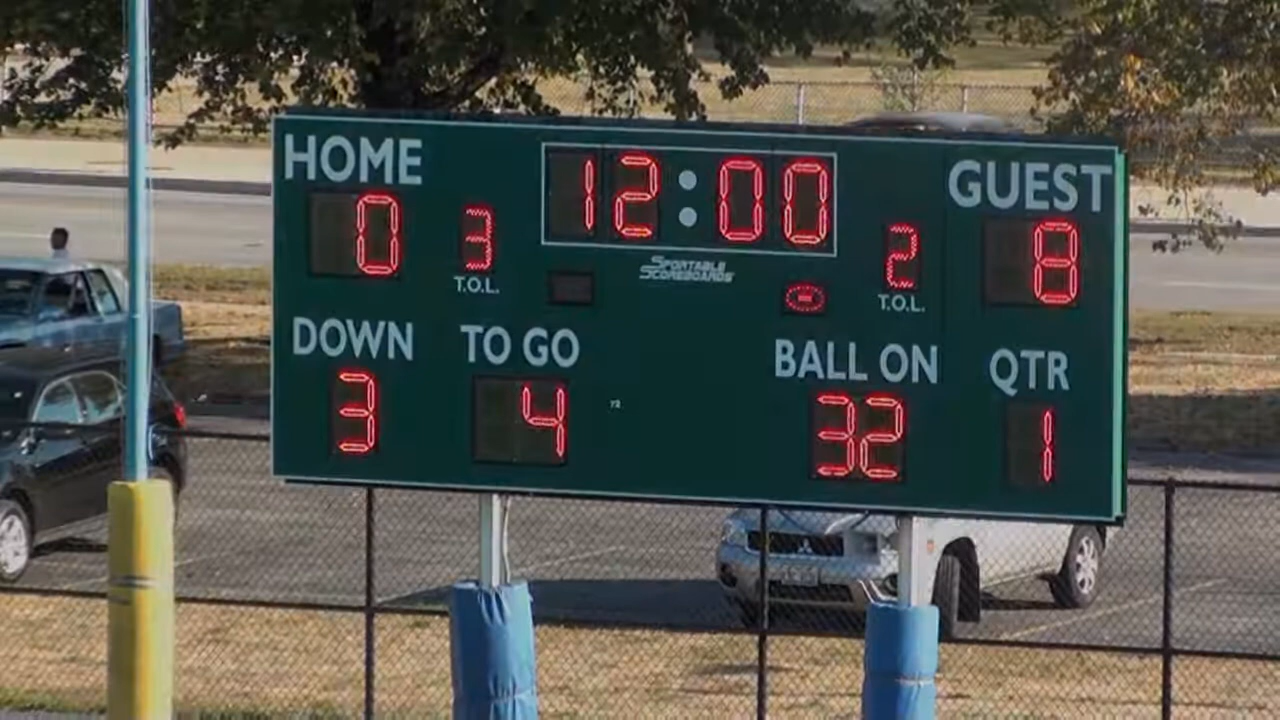 HOME 12:00 GUEST
0 3 2 8
T.O.L. SPORTABLE SCOREBOARDS T.O.L.
DOWN TO GO BALL ON QTR
3 4 32 1